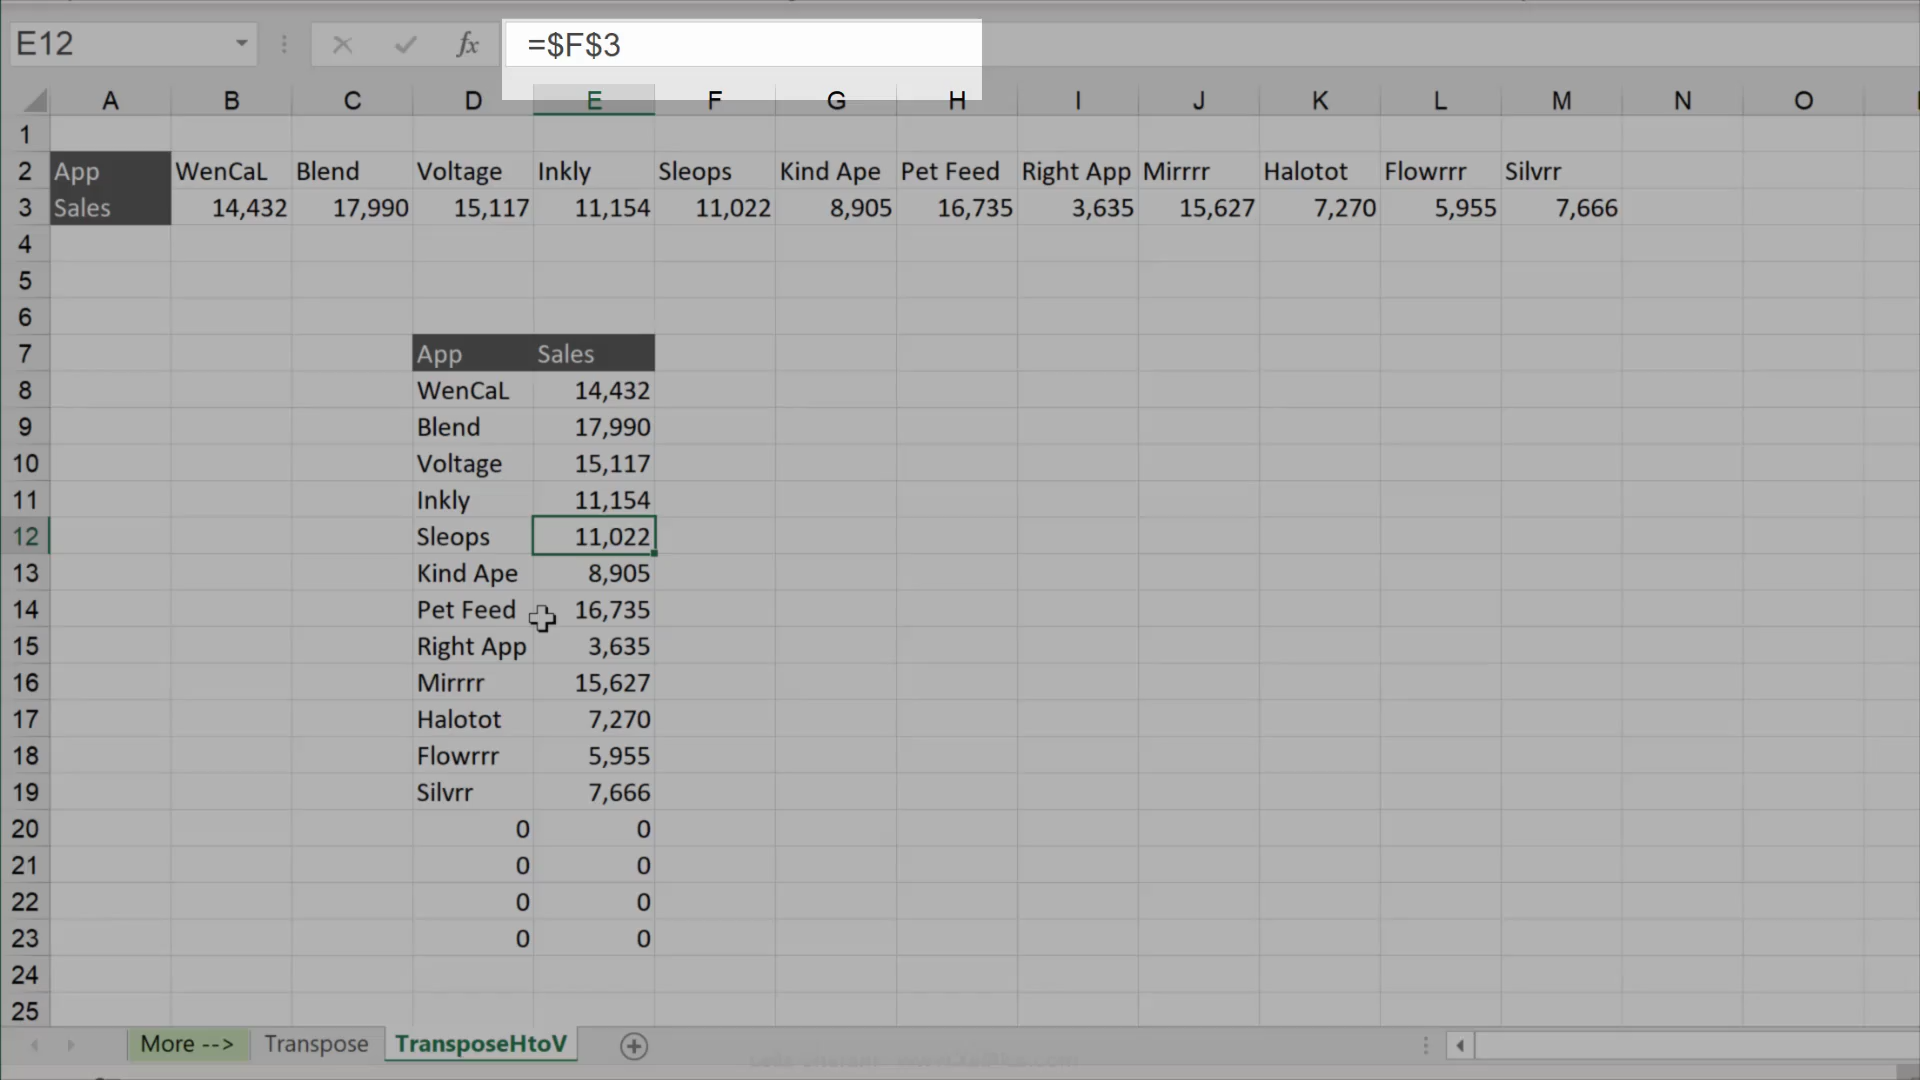 E12 fx =$F$3
A B C D E F G H I J K L M N O
1
2 App WenCaL Blend Voltage Inkly Sleops Kind Ape Pet Feed Right App Mirrrr Halotot Flowrrr Silvrr
3 Sales 14,432 17,990 15,117 11,154 11,022 8,905 16,735 3,635 15,627 7,270 5,955 7,666
4
5
6
7 App Sales
8 WenCaL 14,432
9 Blend 17,990
10 Voltage 15,117
11 Inkly 11,154
12 Sleops 11,022
13 Kind Ape 8,905
14 Pet Feed 16,735
15 Right App 3,635
16 Mirrrr 15,627
17 Halotot 7,270
18 Flowrrr 5,955
19 Silvrr 7,666
20 0 0
21 0 0
22 0 0
23 0 0
24
25
More --> Transpose TransposeHtoV